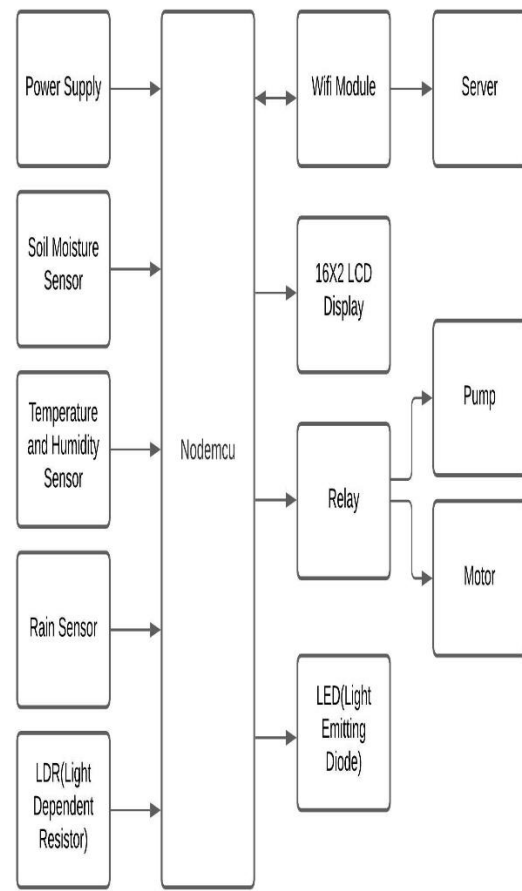 Power Supply
Soil Moisture
Sensor
Temperature
and Humidity
Sensor
Rain Sensor
LDR(Light
Dependent
Resistor)
Nodemcu
Wifi Module
Server
16X2 LCD
Display
Relay
Pump
Motor
LED(Light
Emitting
Diode)